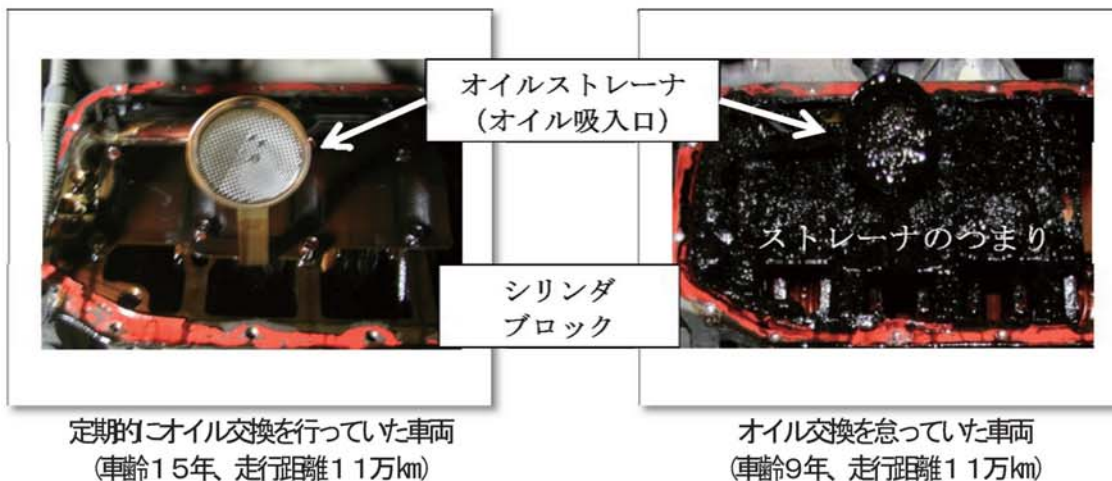 オイルストレーナ
(オイル吸入口)
ストレーナのつまり
シリンダ
ブロック
定期的にオイル交換を行っていた車両
(車齢15年、走行距離11万km)
オイル交換を怠っていた車両
(車齢9年、走行距離11万km)